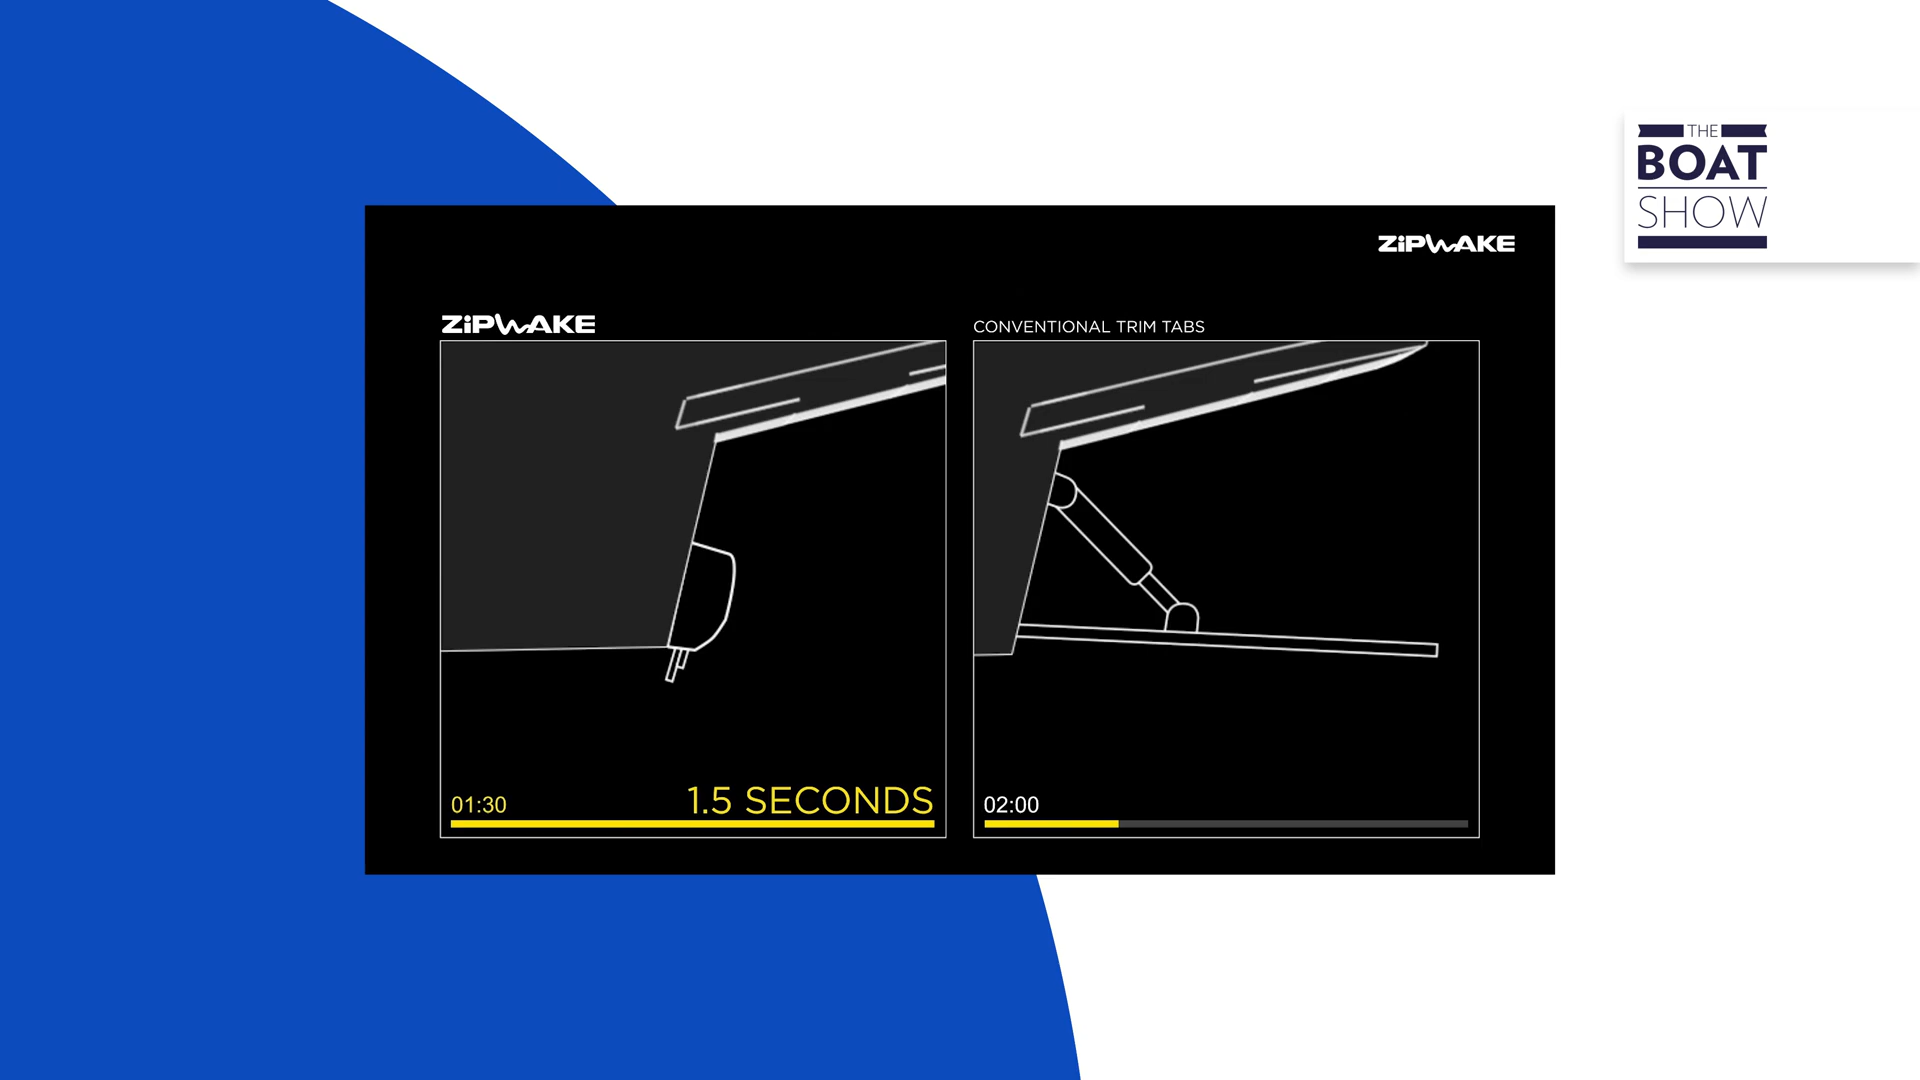 THE
BOAT
SHOW
ZiPWAKE
ZiPWAKE
CONVENTIONAL TRIM TABS
01:30
1.5 SECONDS
02:00